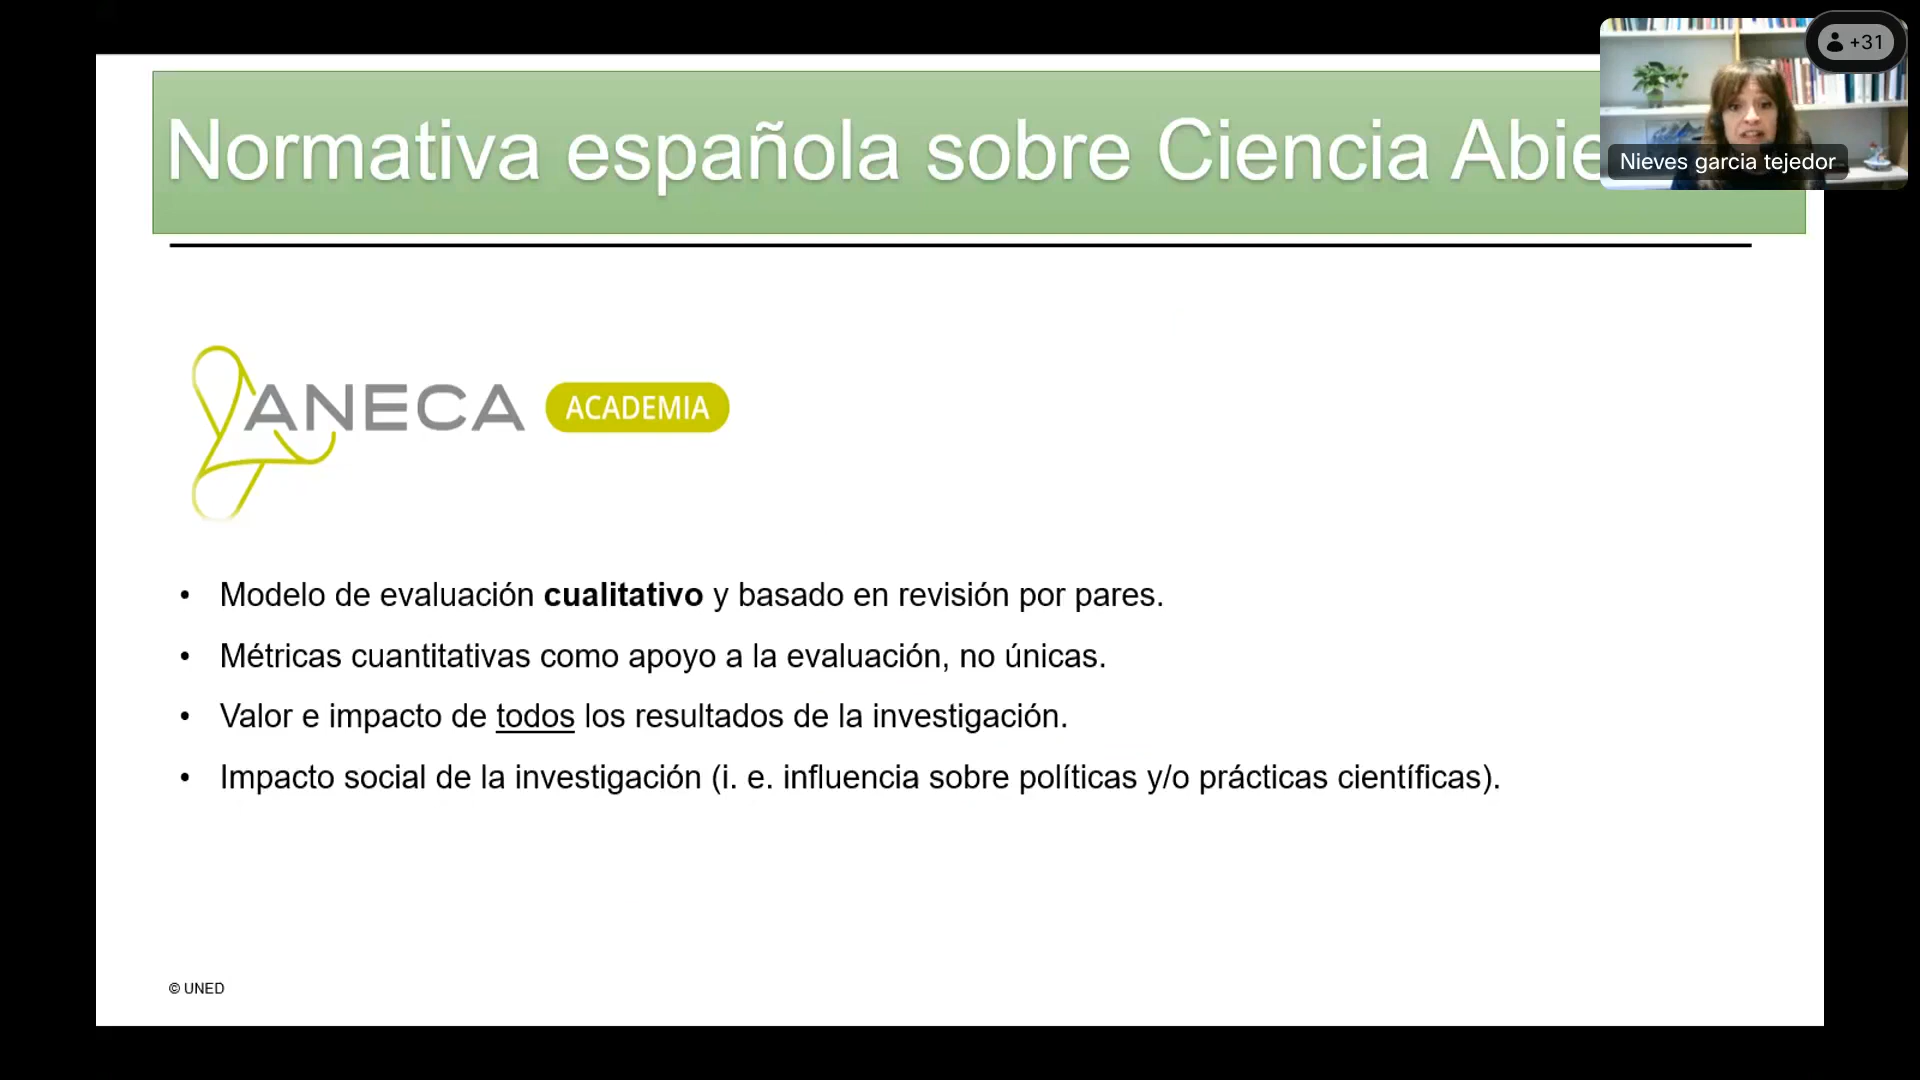 +31
Normativa española sobre Ciencia Abie
Nieves garcia tejedor
ANECA ACADEMIA
• Modelo de evaluación cualitativo y basado en revisión por pares.
• Métricas cuantitativas como apoyo a la evaluación, no únicas.
• Valor e impacto de todos los resultados de la investigación.
• Impacto social de la investigación (i. e. influencia sobre políticas y/o prácticas científicas).
© UNED